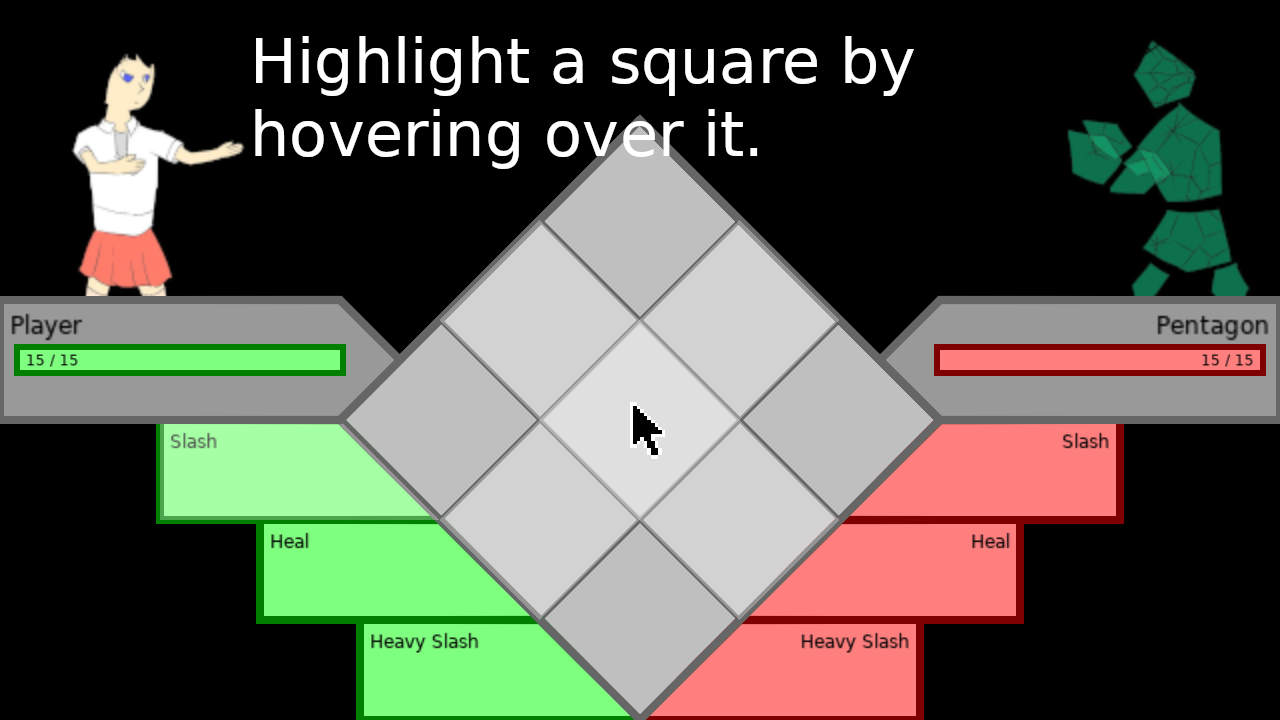 Highlight a square by
hovering over it.
Player
15 / 15
Pentagon
15 / 15
Slash
Slash
Heal
Heal
Heavy Slash
Heavy Slash